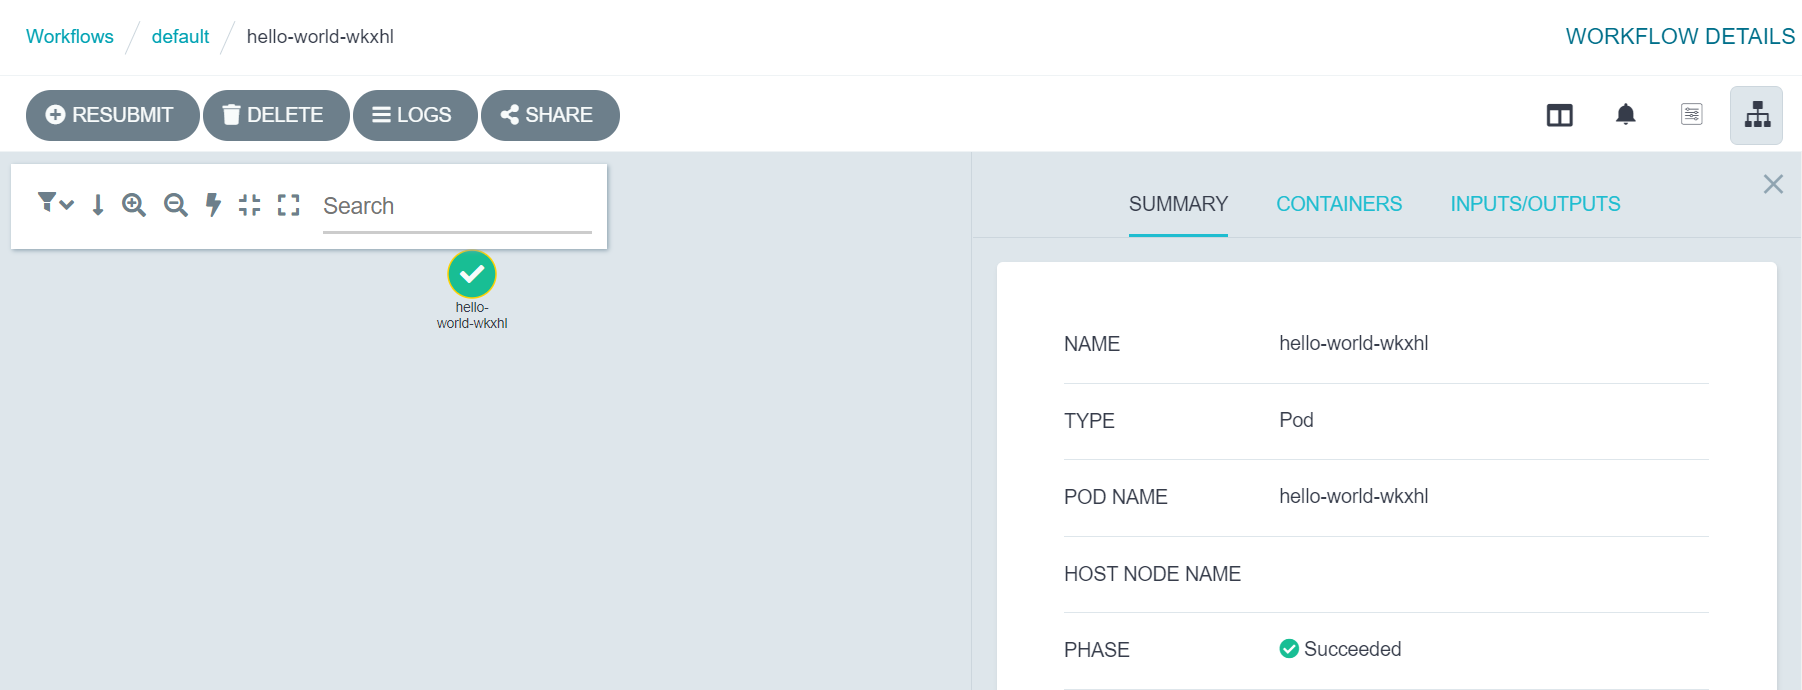 Workflows / default / hello-world-wkxhl
WORKFLOW DETAILS
RESUBMIT DELETE LOGS SHARE
Search
hello-
world-wkxhl
SUMMARY CONTAINERS INPUTS/OUTPUTS
NAME hello-world-wkxhl
TYPE Pod
POD NAME hello-world-wkxhl
HOST NODE NAME
PHASE Succeeded